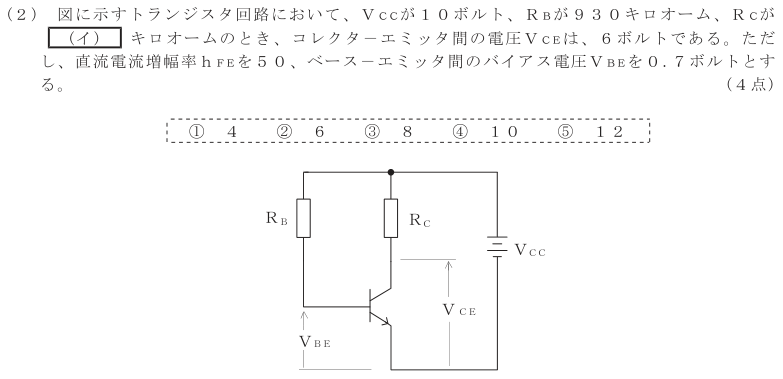 （２）　図に示すトランジスタ回路において、Ｖccが１０ボルト、ＲBが９３０キロオーム、Ｒcが
（イ）　キロオームのとき、コレクタ－エミッタ間の電圧ＶCEは、６ボルトである。ただ
し、直流電流増幅率ｈFEを５０、ベース－エミッタ間のバイアス電圧ＶBEを０．７ボルトとす
る。　（４点）
①　４　②　６　③　８　④　１０　⑤　１２
RB　RC
VCC
VCE
VBE